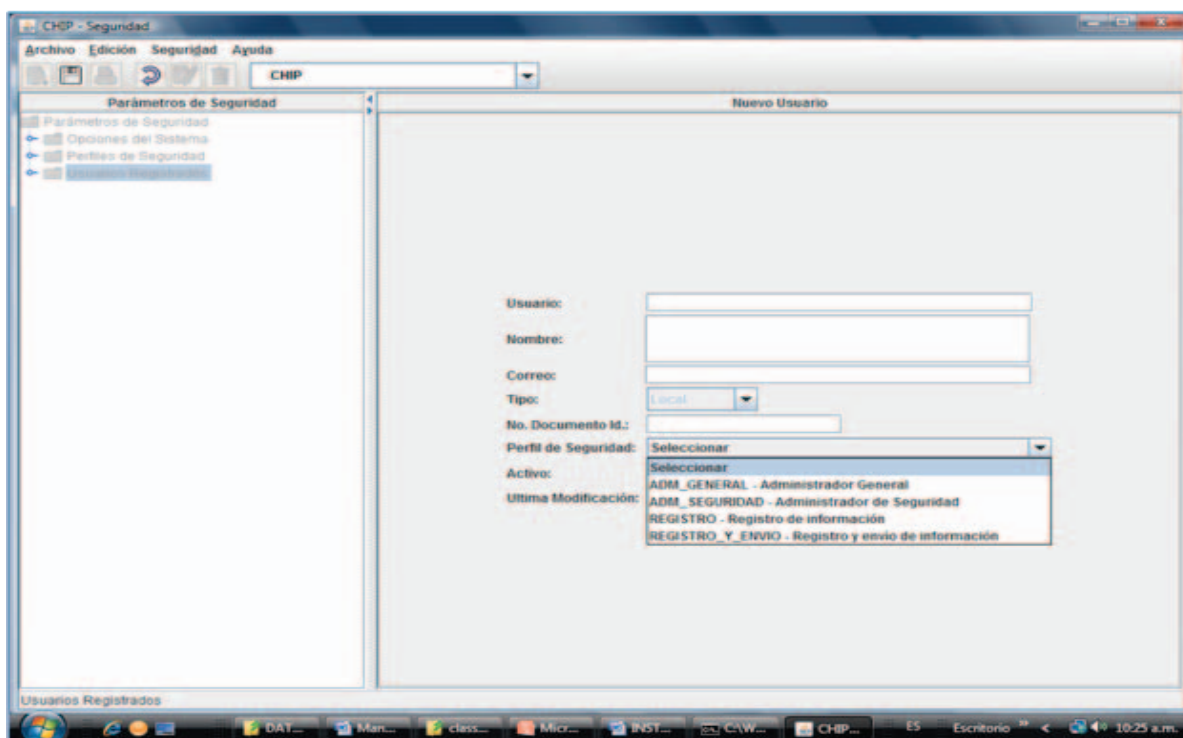 CHIP - Seguridad
Archivo Edición Seguridad Ayuda
CHIP
Parámetros de Seguridad
Nuevo Usuario
Parámetros de Seguridad
Opciones del Sistema
Perfiles de Seguridad
Usuarios Registrados
Usuario:
Nombre:
Correo:
Tipo: Local
No. Documento Id.:
Perfil de Seguridad: Seleccionar
Activo:
Ultima Modificación:
Seleccionar
ADM_GENERAL - Administrador General
ADM_SEGURIDAD - Administrador de Seguridad
REGISTRO - Registro de información
REGISTRO_Y_ENVIO - Registro y envio de información
Usuarios Registrados
DAT... Man... class... Micr... INST... C:\W... CHIP... ES Escritorio » 10:25 a.m.